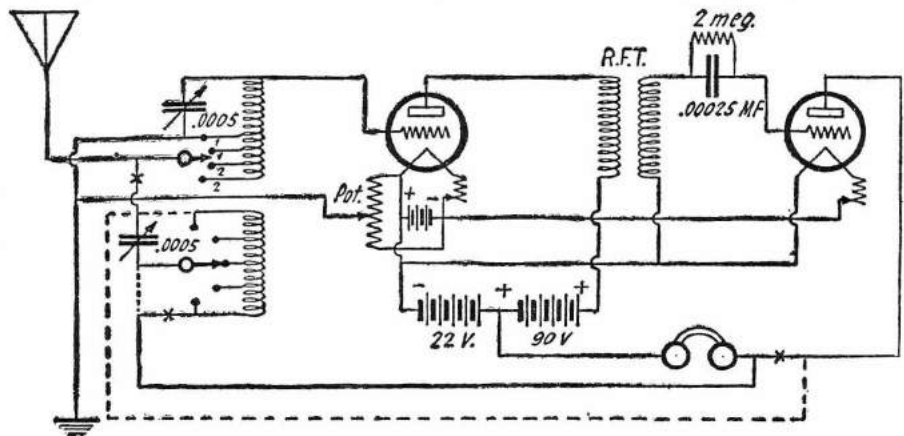 2 meg.
R.F.T.
.00025 MF.
.0005
1
1
2
2
Pot.
+
-
.0005
-
+
+
22 V.
90 V